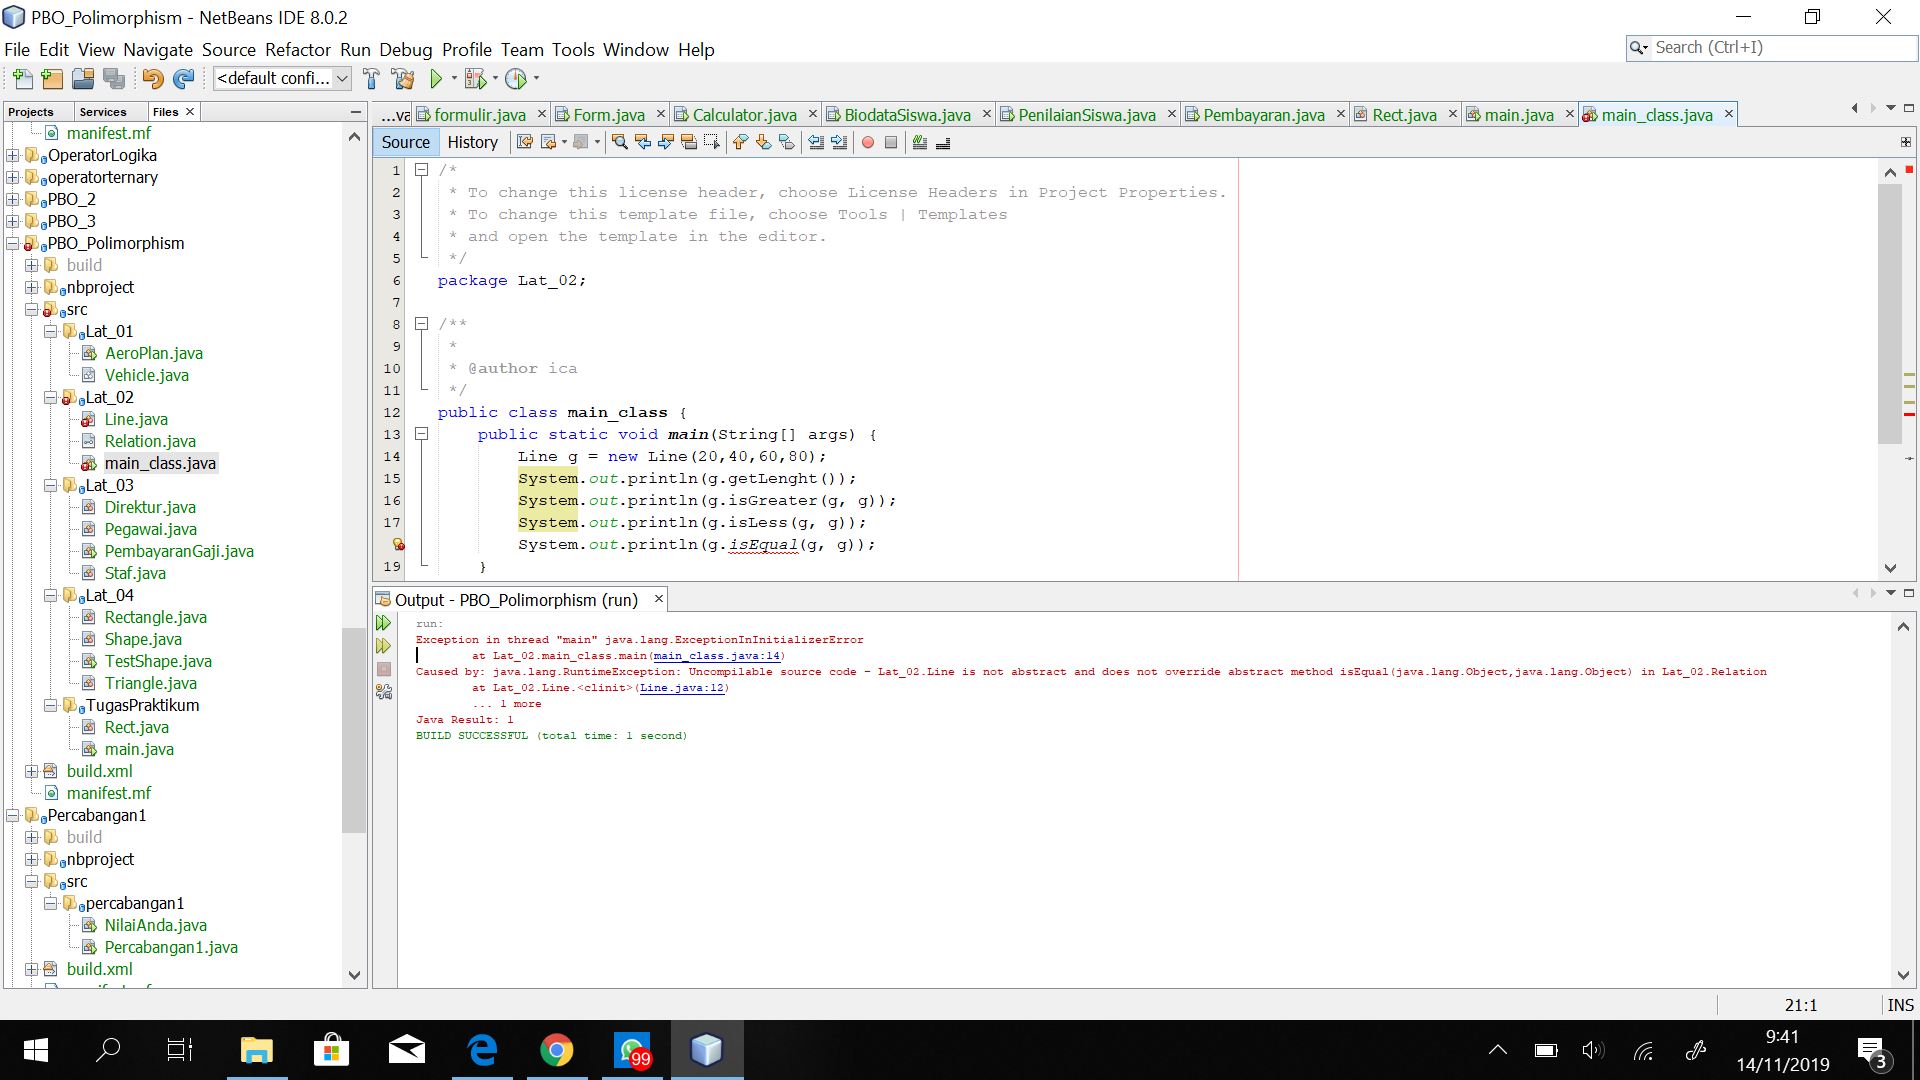 PBO_Polimorphism - NetBeans IDE 8.0.2
File Edit View Navigate Source Refactor Run Debug Profile Team Tools Window Help
Search (Ctrl+I)
<default confi...
Projects Services Files
manifest.mf
OperatorLogika
operatorternary
PBO_2
PBO_3
PBO_Polimorphism
build
nbproject
src
Lat_01
AeroPlan.java
Vehicle.java
Lat_02
Line.java
Relation.java
main_class.java
Lat_03
Direktur.java
Pegawai.java
PembayaranGaji.java
Staf.java
Lat_04
Rectangle.java
Shape.java
TestShape.java
Triangle.java
TugasPraktikum
Rect.java
main.java
build.xml
manifest.mf
Percabangan1
build
nbproject
src
percabangan1
NilaiAnda.java
Percabangan1.java
build.xml
...va formulir.java Form.java Calculator.java BiodataSiswa.java PenilaianSiswa.java Pembayaran.java Rect.java main.java main_class.java
Source History
1 /*
2 * To change this license header, choose License Headers in Project Properties.
3 * To change this template file, choose Tools | Templates
4 * and open the template in the editor.
5 */
6 package Lat_02;
7
8 /**
9 *
10 * @author ica
11 */
12 public class main_class {
13 public static void main(String[] args) {
14 Line g = new Line(20,40,60,80);
15 System.out.println(g.getLenght());
16 System.out.println(g.isGreater(g, g));
17 System.out.println(g.isLess(g, g));
System.out.println(g.isEqual(g, g));
19 }
Output - PBO_Polimorphism (run)
run:
Exception in thread "main" java.lang.ExceptionInInitializerError
at Lat_02.main_class.main(main_class.java:14)
Caused by: java.lang.RuntimeException: Uncompilable source code - Lat_02.Line is not abstract and does not override abstract method isEqual(java.lang.Object,java.lang.Object) in Lat_02.Relation
at Lat_02.Line.<clinit>(Line.java:12)
... 1 more
Java Result: 1
BUILD SUCCESSFUL (total time: 1 second)
21:1 INS
99
9:41
14/11/2019
3